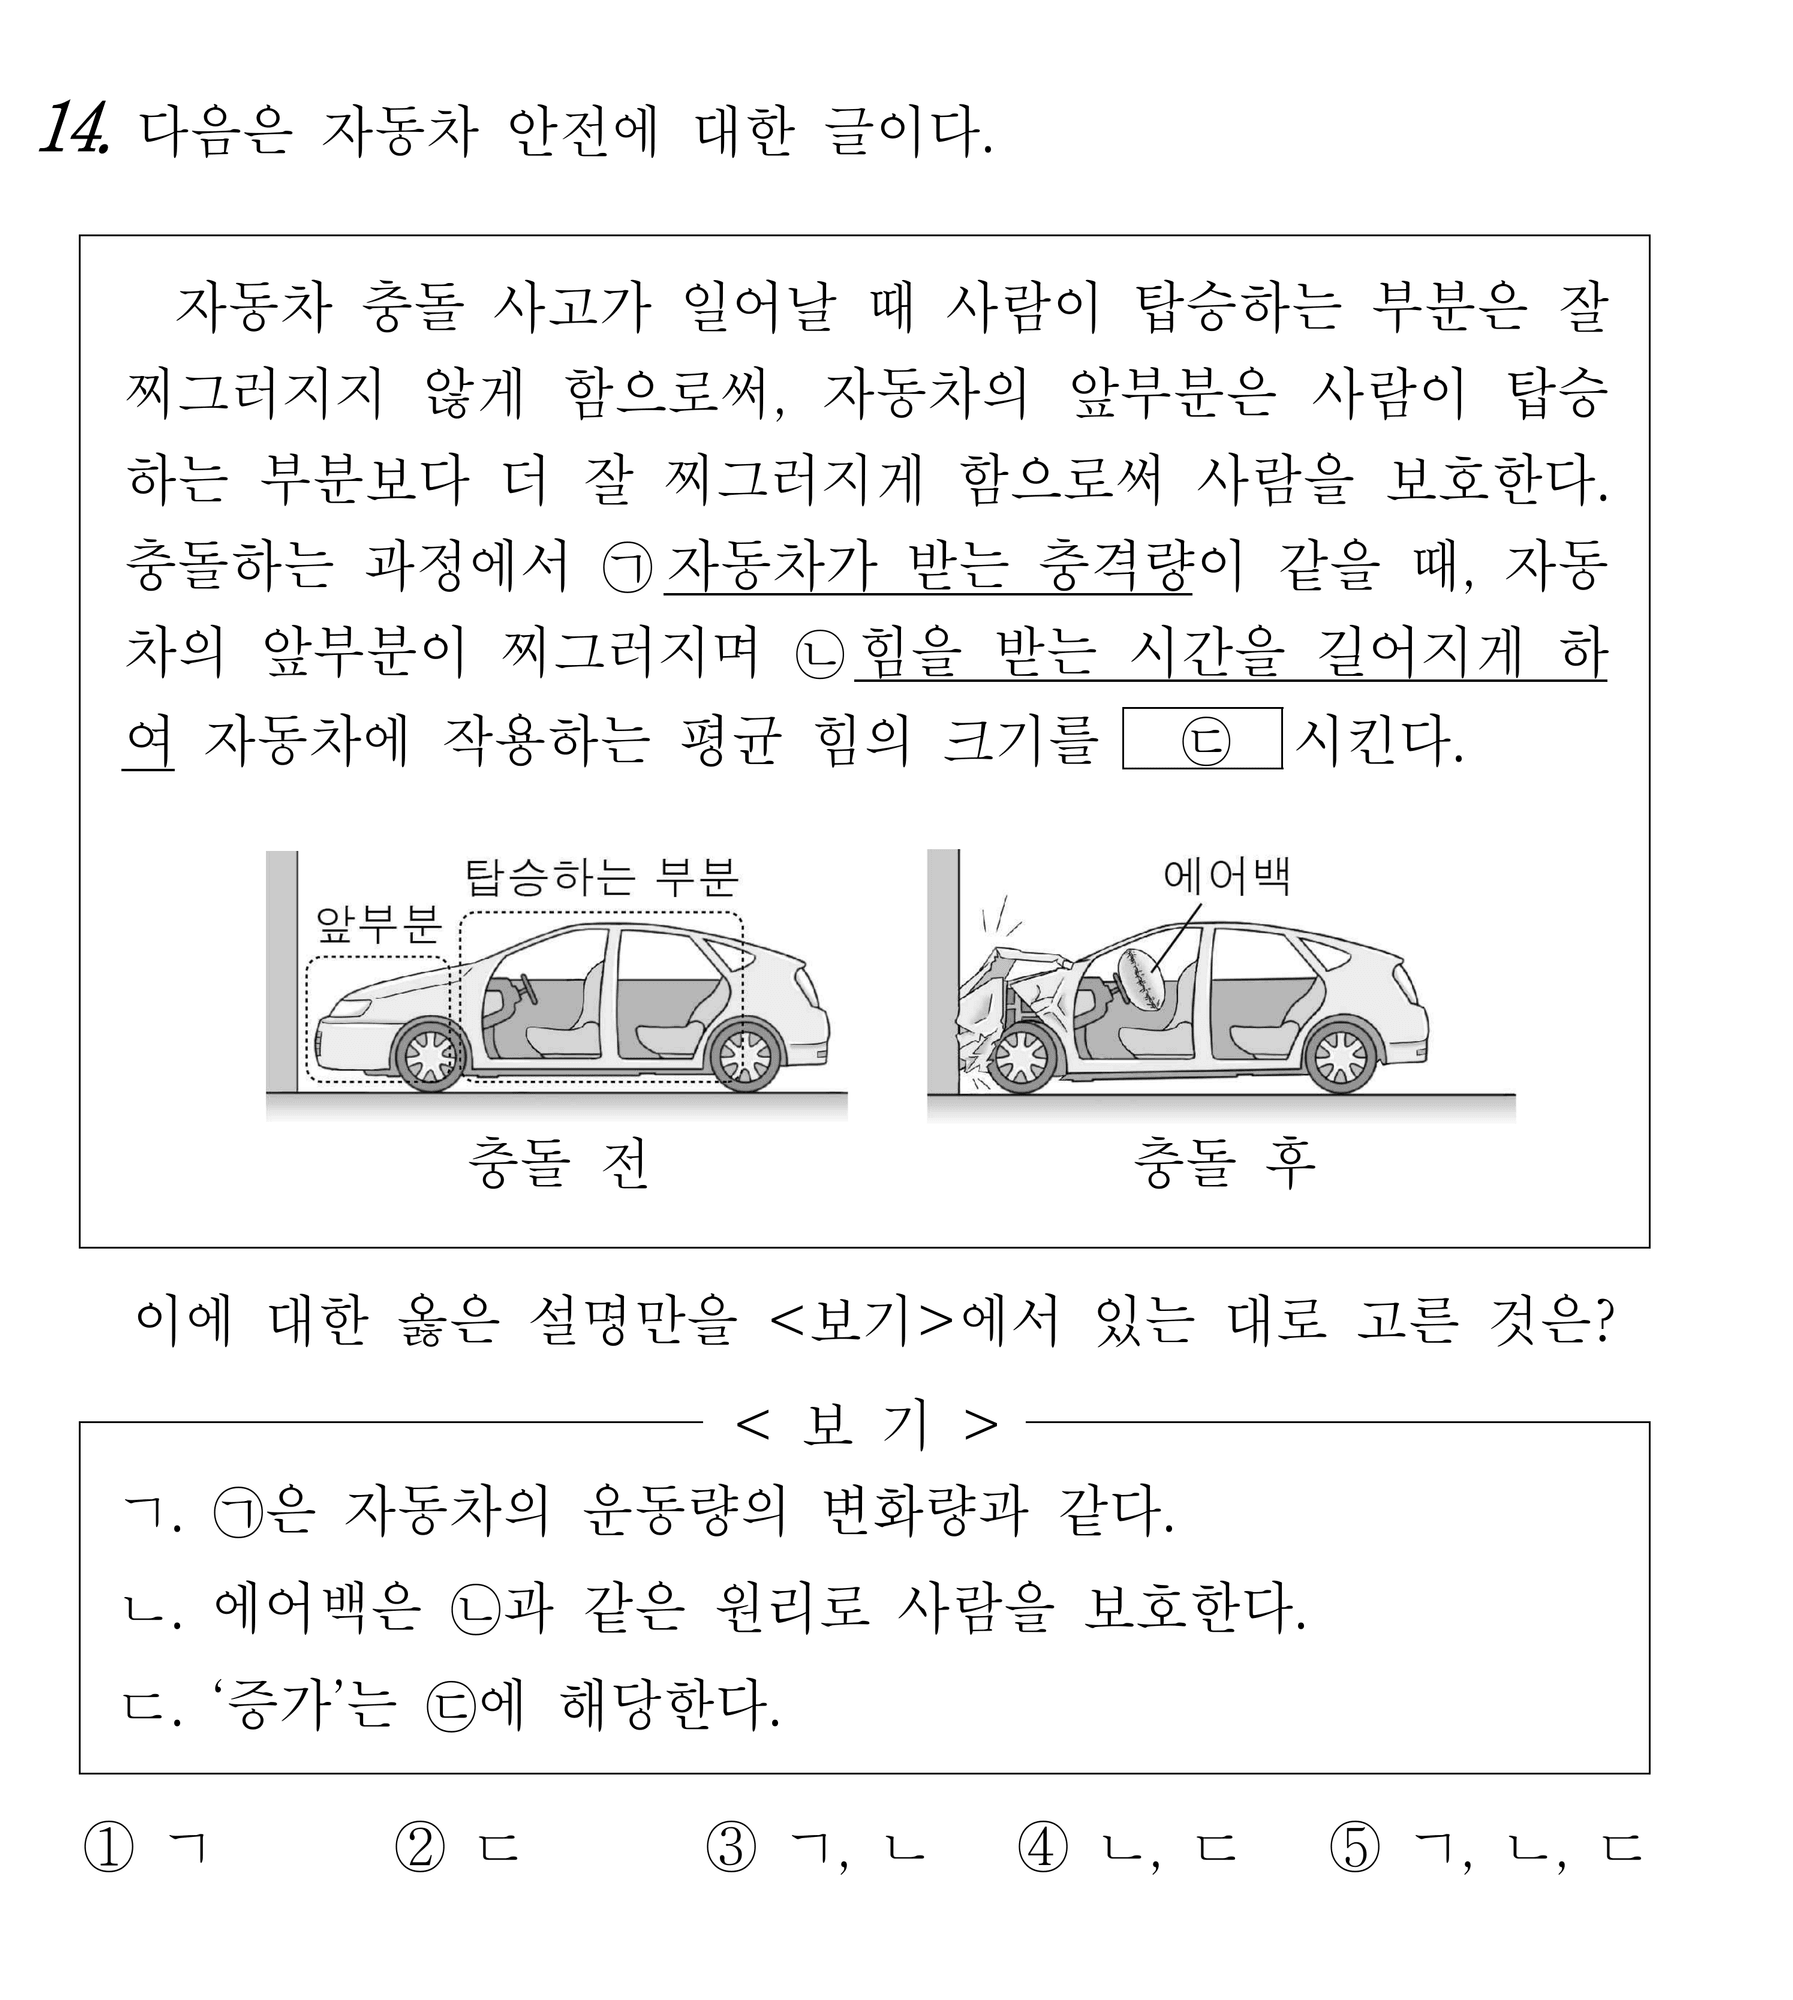 14. 다음은 자동차 안전에 대한 글이다.
자동차 충돌 사고가 일어날 때 사람이 탑승하는 부분은 잘
찌그러지지 않게 함으로써, 자동차의 앞부분은 사람이 탑승
하는 부분보다 더 잘 찌그러지게 함으로써 사람을 보호한다.
충돌하는 과정에서 ㉠자동차가 받는 충격량이 같을 때, 자동
차의 앞부분이 찌그러지며 ㉡힘을 받는 시간을 길어지게 하
여 자동차에 작용하는 평균 힘의 크기를 ㉢ 시킨다.
탑승하는 부분
앞부분
에어백
충돌 전
충돌 후
이에 대한 옳은 설명만을 <보기>에서 있는 대로 고른 것은?
< 보 기 >
ㄱ. ㉠은 자동차의 운동량의 변화량과 같다.
ㄴ. 에어백은 ㉡과 같은 원리로 사람을 보호한다.
ㄷ. ‘증가’는 ㉢에 해당한다.
① ㄱ ② ㄷ ③ ㄱ, ㄴ ④ ㄴ, ㄷ ⑤ ㄱ, ㄴ, ㄷ